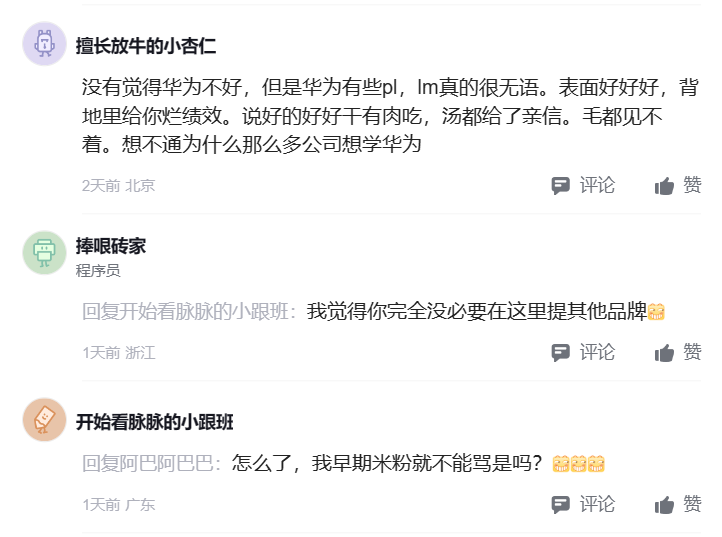 擅长放牛的小杏仁
没有觉得华为不好，但是华为有些pl，lm真的很无语。表面好好好，背
地里给你烂绩效。说好的好好干有肉吃，汤都给了亲信。毛都见不
着。想不通为什么那么多公司想学华为
2天前 北京
评论 赞
捧哏砖家
程序员
回复开始看脉脉的小跟班：我觉得你完全没必要在这里提其他品牌
1天前 浙江
评论 赞
开始看脉脉的小跟班
回复阿巴阿巴巴：怎么了，我早期米粉就不能骂是吗？
1天前 广东
评论 赞